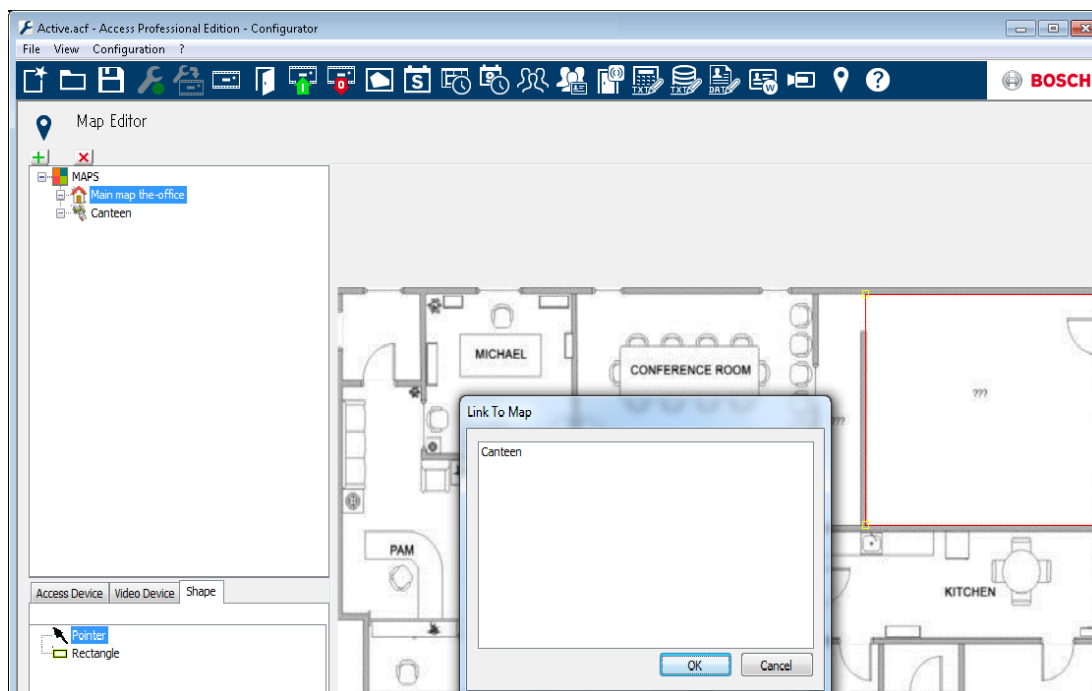 Active.acf - Access Professional Edition - Configurator
File View Configuration ?
BOSCH
Map Editor
MAPS
Main map the-office
Canteen
MICHAEL
CONFERENCE ROOM
???
???
Link To Map
Canteen
PAM
KITCHEN
Access Device Video Device Shape
Pointer
Rectangle
OK Cancel